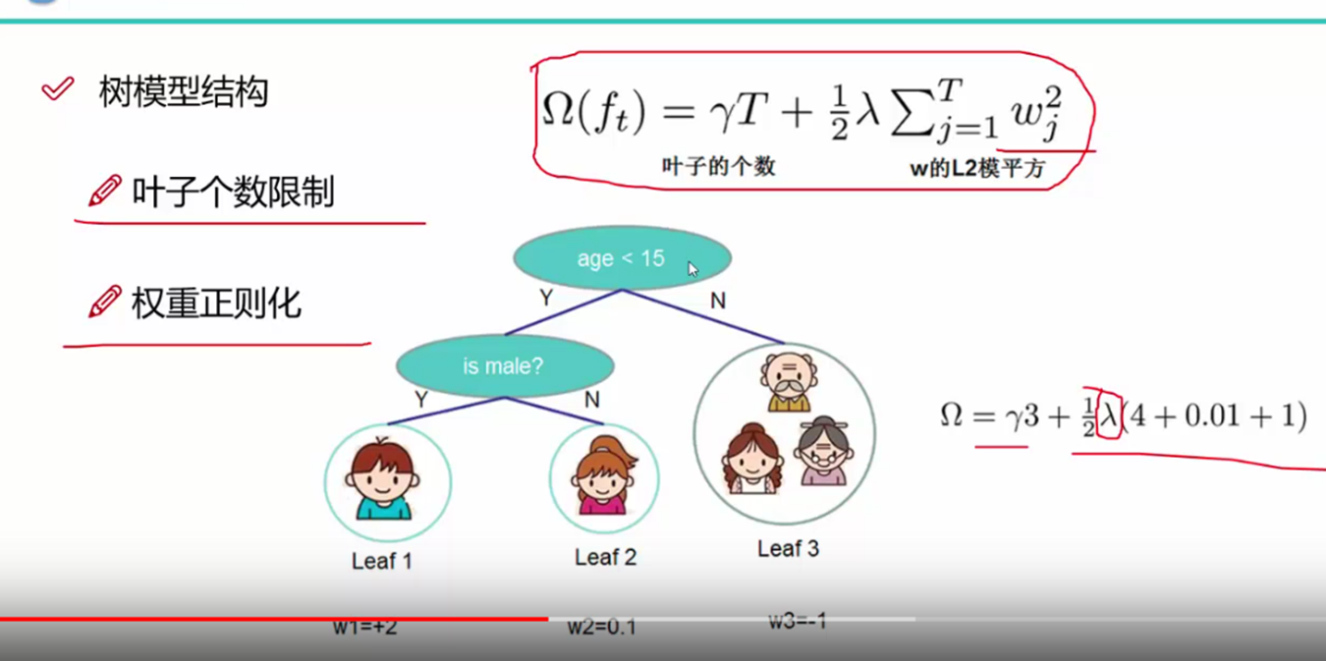 树模型结构
Ω(f_t) = γT + ½λ∑_{j=1}^{T} w_j^2
叶子的个数
w的L2模平方
叶子个数限制
age < 15
Y
N
权重正则化
is male?
Y
N
Ω = γ3 + ½λ(4 + 0.01 + 1)
Leaf 1
Leaf 2
Leaf 3
w1=+2
w2=0.1
w3=-1